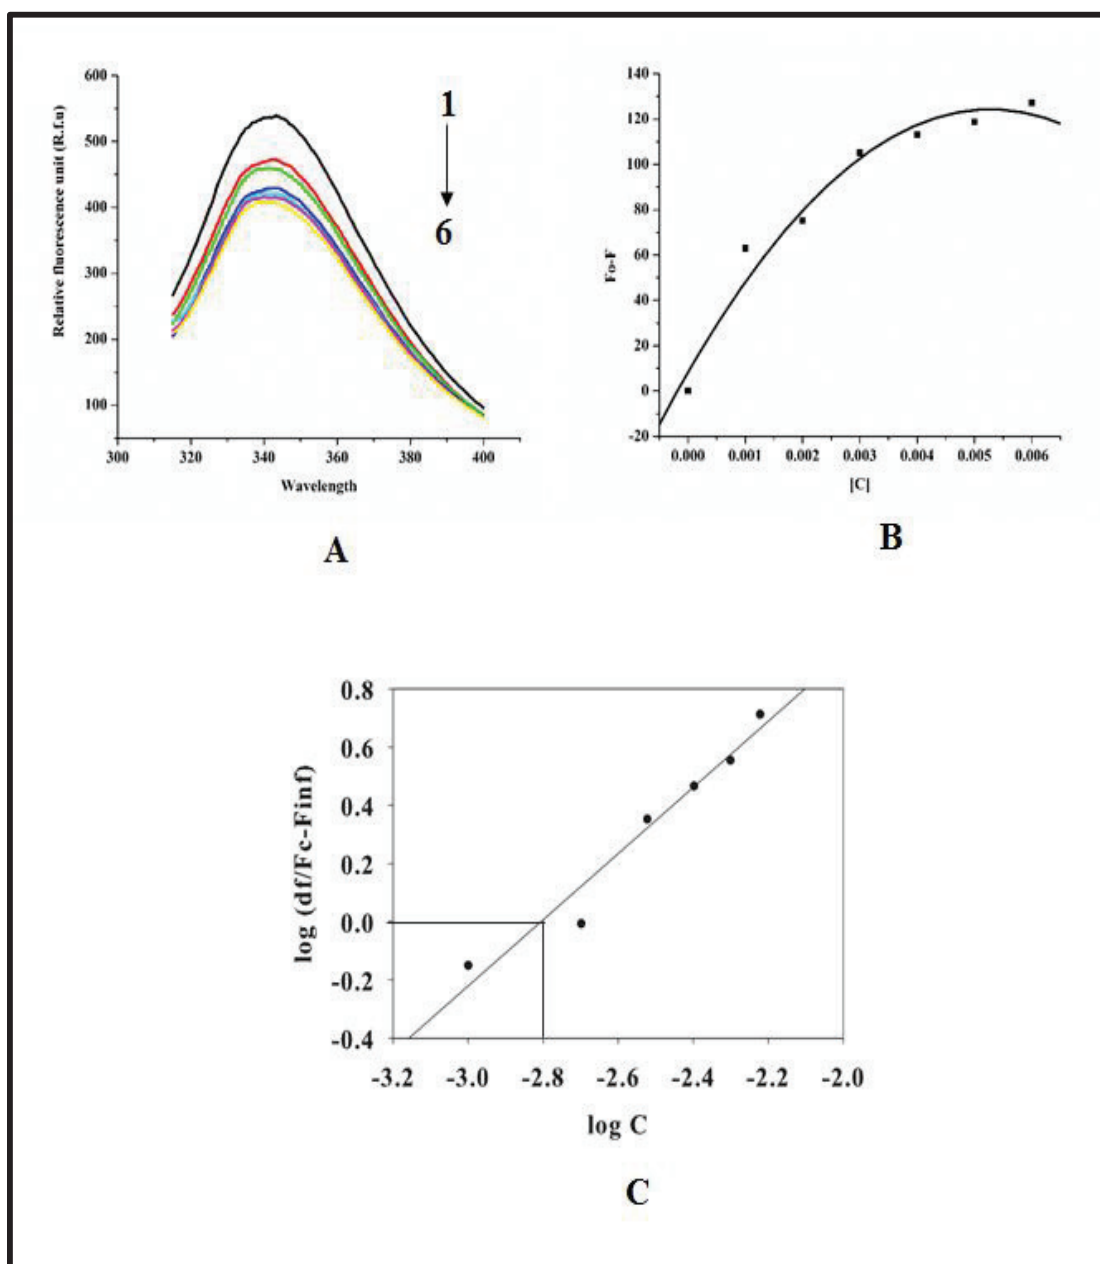 600
500
400
300
200
100
300 320 340 360 380 400
Relative fluorescence unit (R.f.u)
Wavelength
1
6
A
140
120
100
80
60
40
20
0
-20
0.000 0.001 0.002 0.003 0.004 0.005 0.006
Fo-F
[C]
B
0.8
0.6
0.4
0.2
0.0
-0.2
-0.4
-3.2 -3.0 -2.8 -2.6 -2.4 -2.2 -2.0
log (df/Fc-Finf)
log C
C